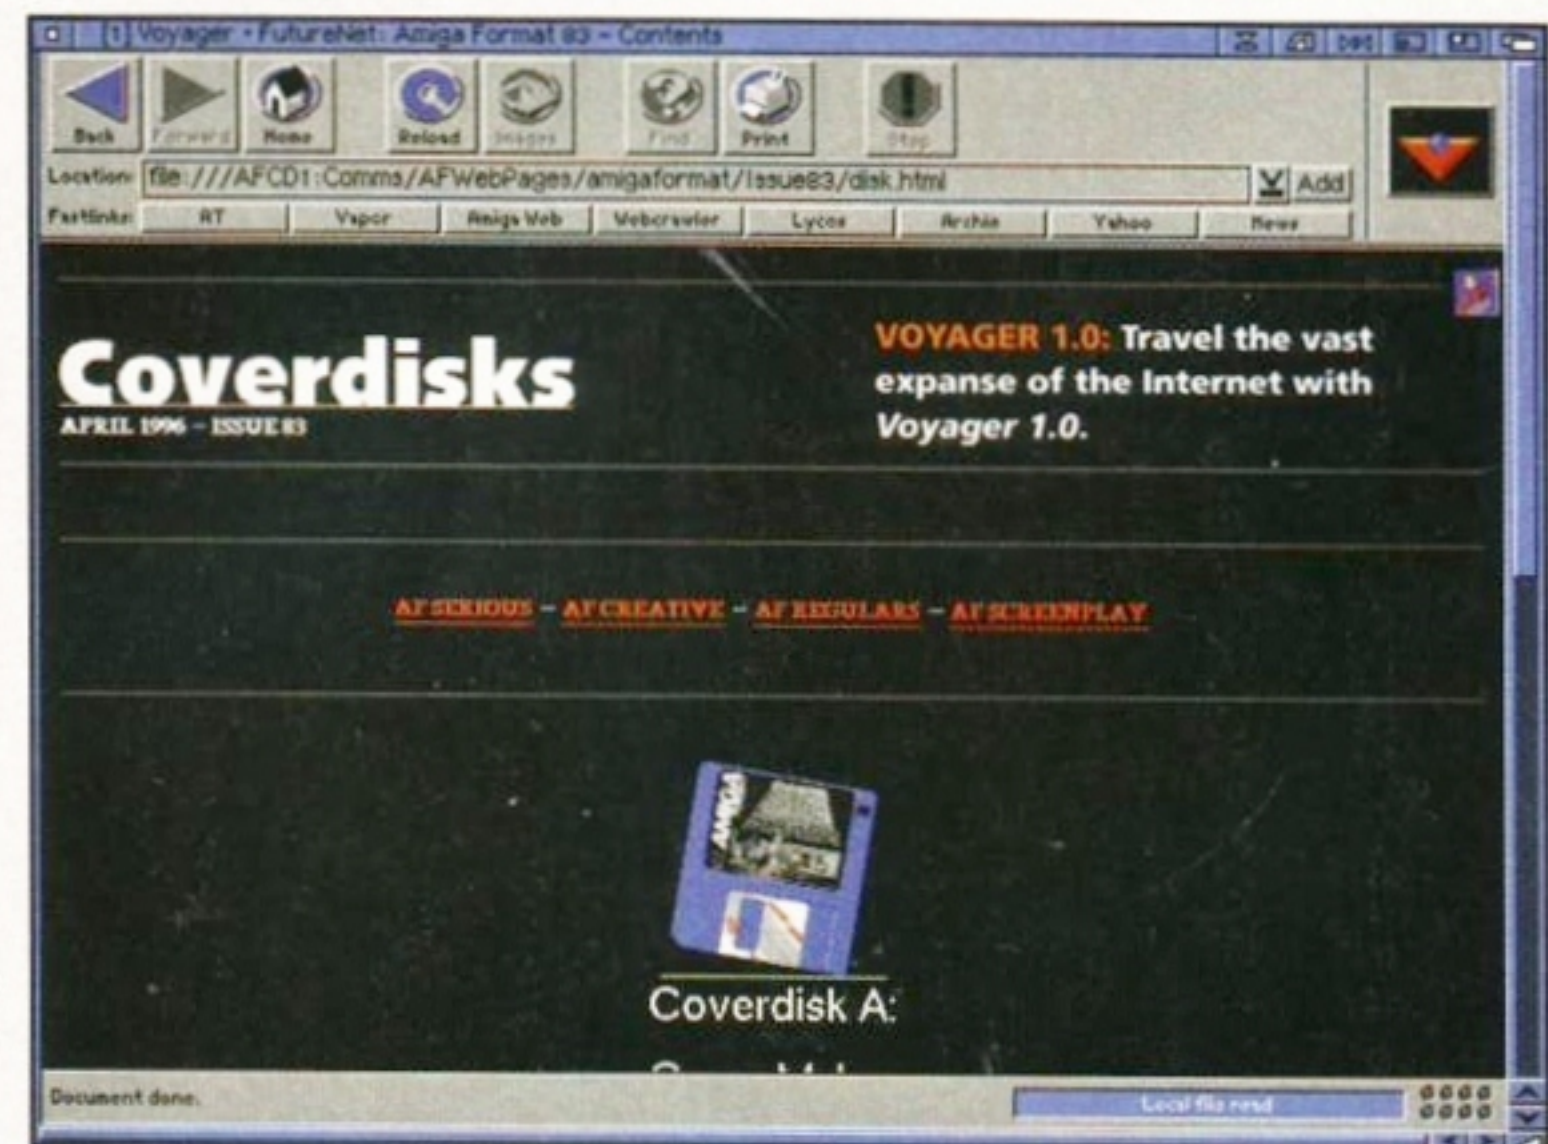 [1] Voyager • FutureNet: Amiga Format 83 - Contents
Back Forward Home Reload Images Find Print Stop
Location: file:///AFCD1:Comms/AFWebPages/amigaformat/Issue83/disk.html Add
Fastlinks: AT Vapor Amiga Web Webcrawler Lycos Archie Yahoo News
Coverdisks
APRIL 1996 – ISSUE 83
VOYAGER 1.0: Travel the vast
expanse of the Internet with
Voyager 1.0.
AF SERIOUS – AF CREATIVE – AF REGULARS – AF SCREENPLAY
AMIGA
Coverdisk A:
Document done.
Local file read